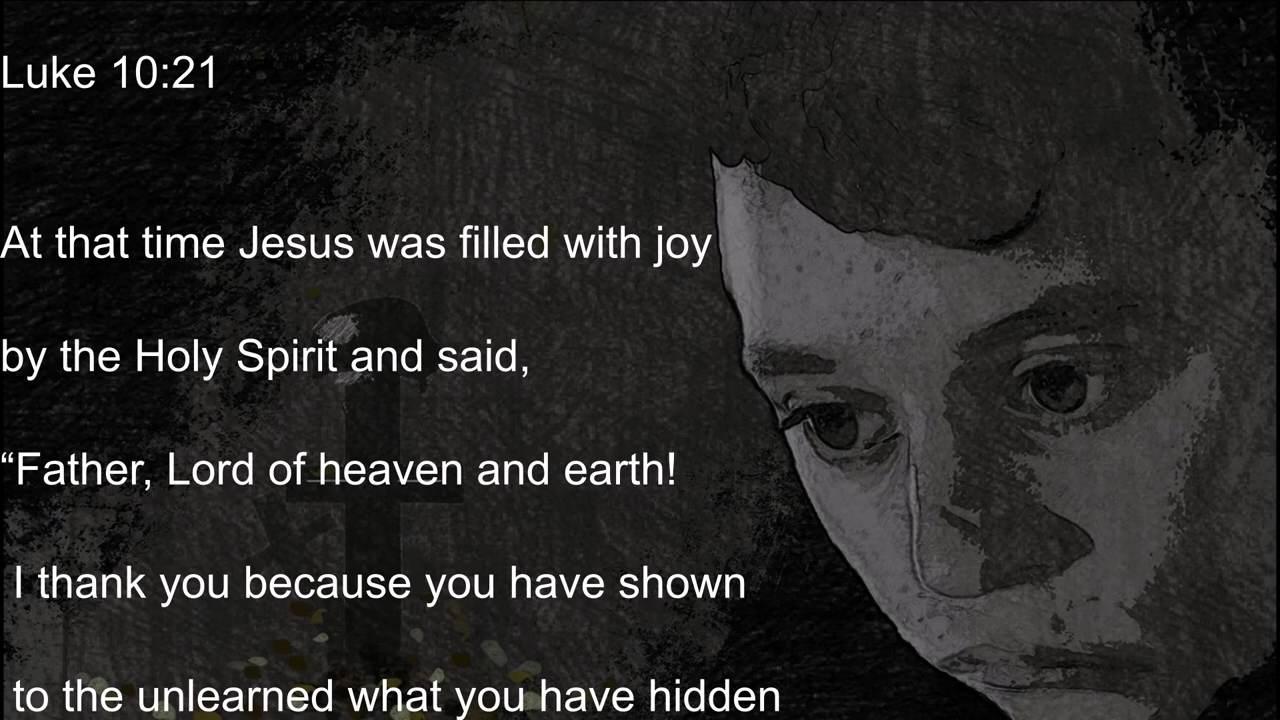 Luke 10:21
At that time Jesus was filled with joy
by the Holy Spirit and said,
“Father, Lord of heaven and earth!
I thank you because you have shown
to the unlearned what you have hidden